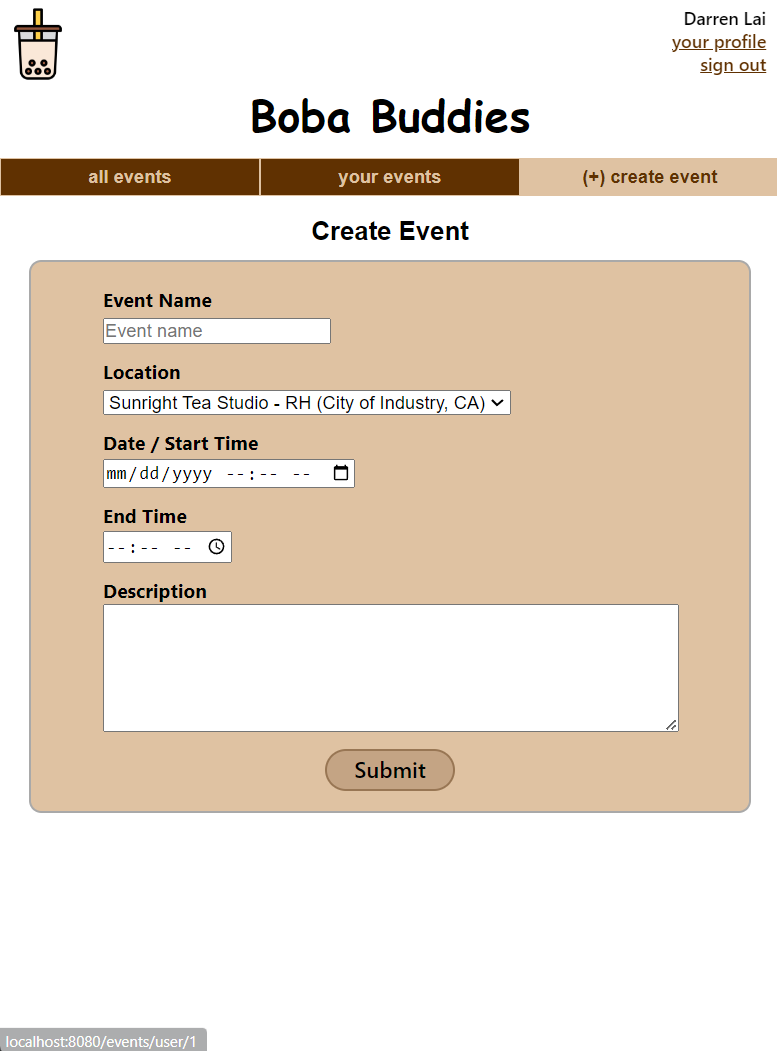 Darren Lai
your profile
sign out
Boba Buddies
all events
your events
(+) create event
Create Event
Event Name
Event name
Location
Sunright Tea Studio - RH (City of Industry, CA)
Date / Start Time
mm/dd/yyyy --:-- --
End Time
--:-- --
Description
Submit
localhost:8080/events/user/1